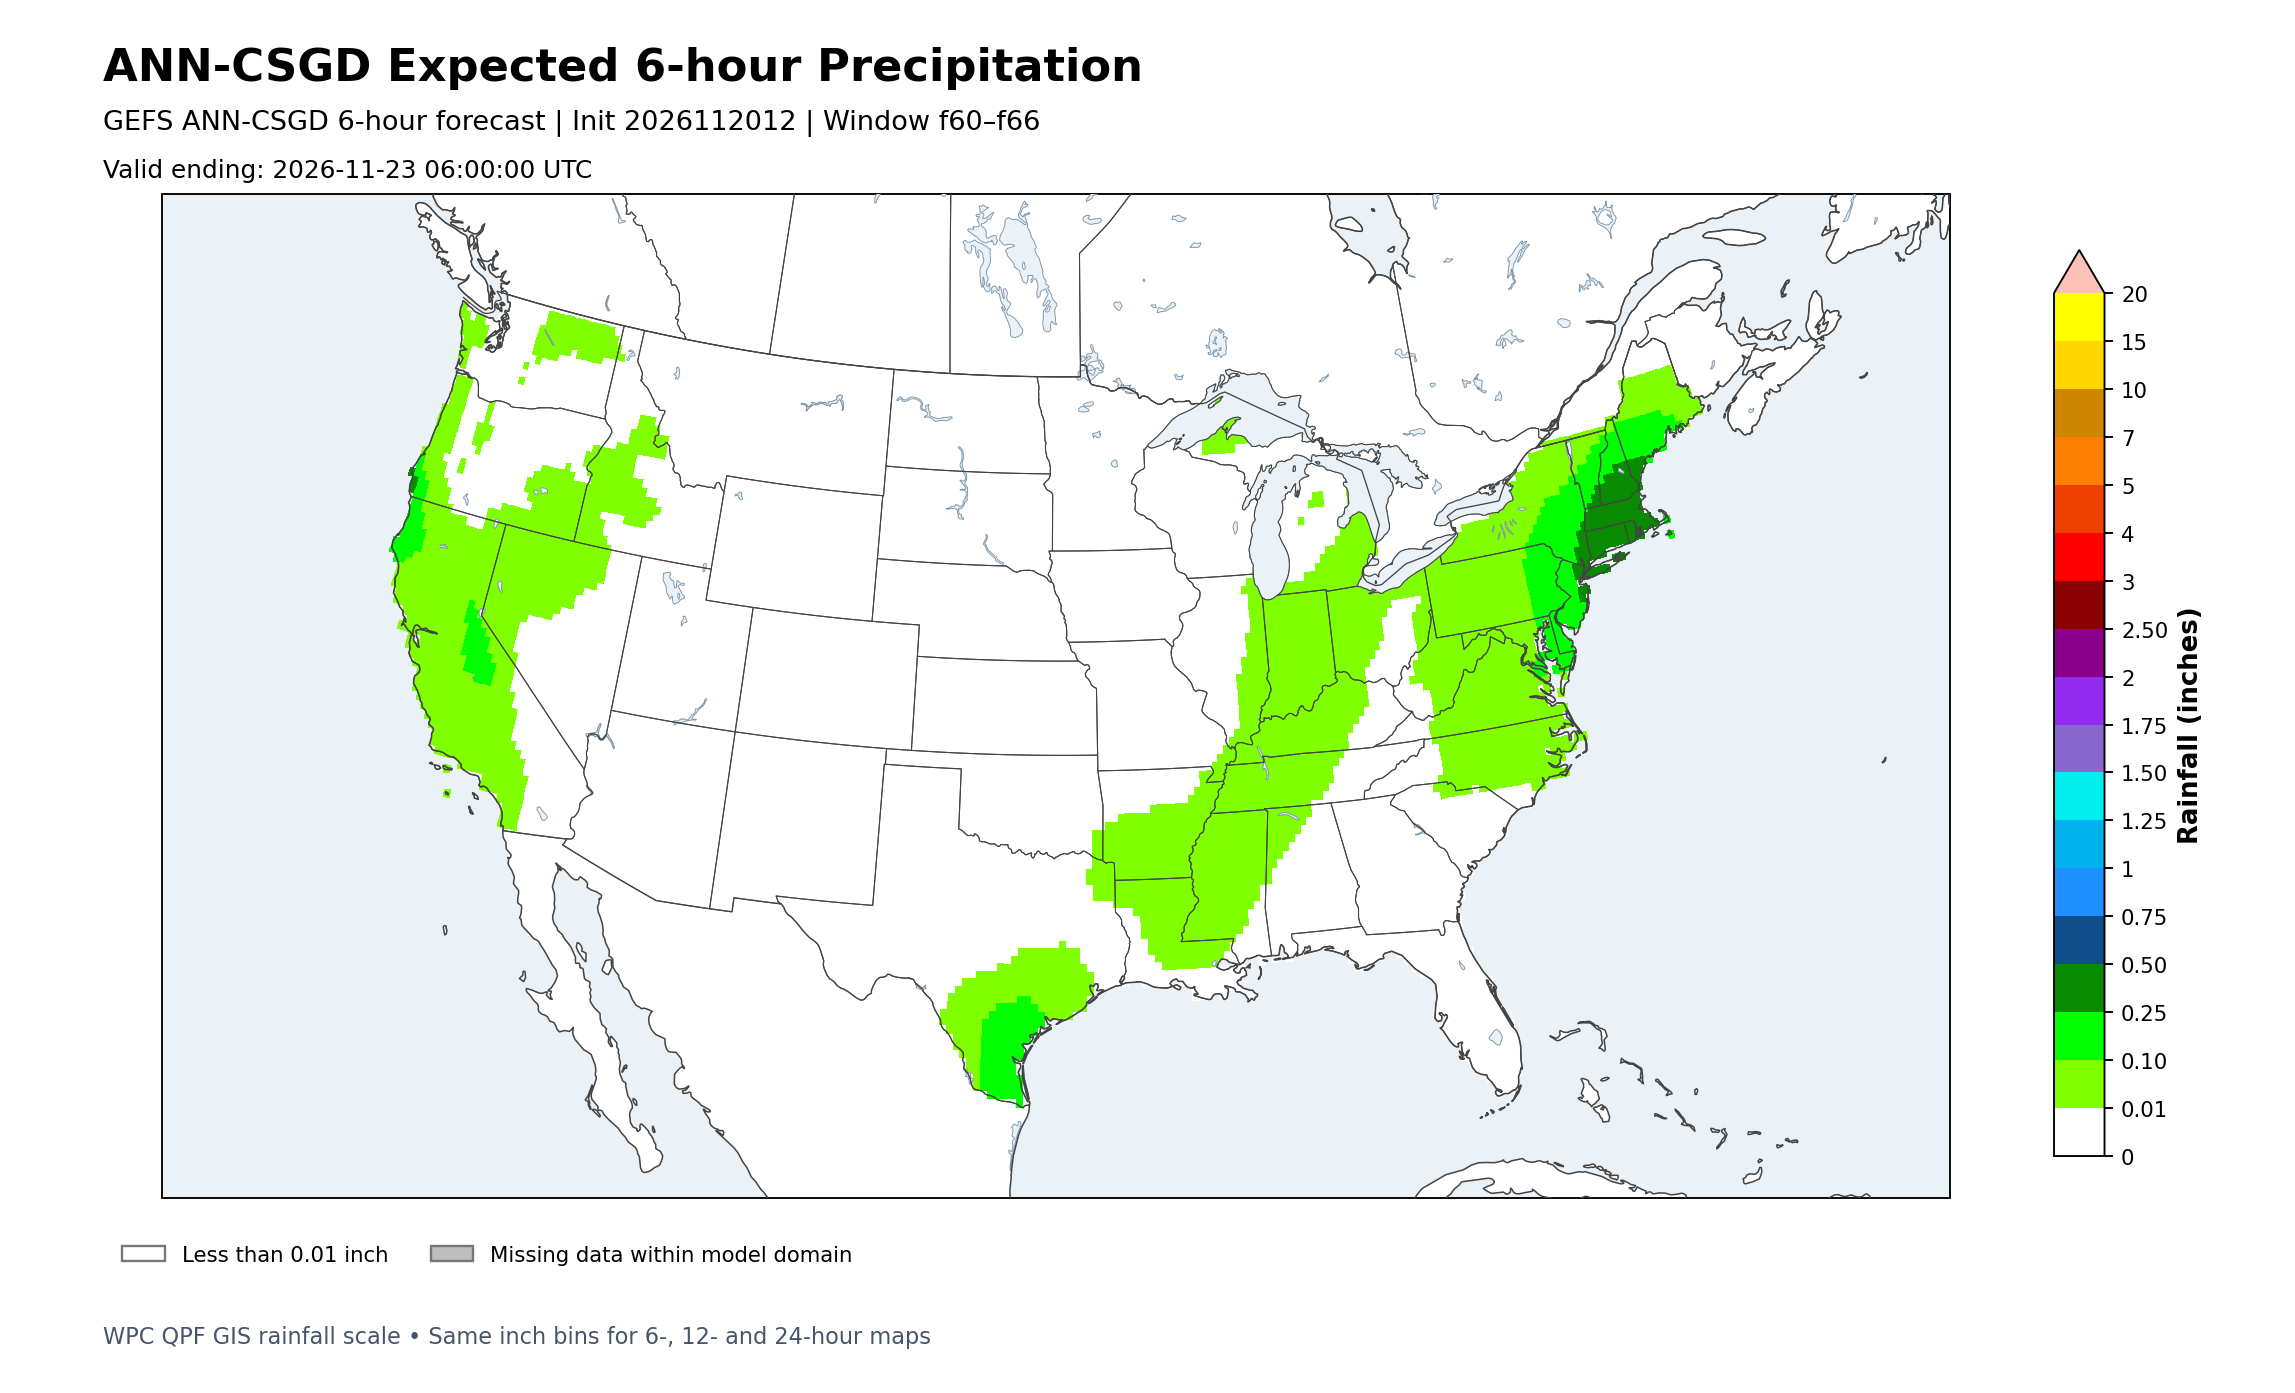 ANN-CSGD Expected 6-hour Precipitation
GEFS ANN-CSGD 6-hour forecast | Init 2026112012 | Window f60–f66
Valid ending: 2026-11-23 06:00:00 UTC
20
15
10
7
5
4
3
2.50
2
1.75
1.50
1.25
1
0.75
0.50
0.25
0.10
0.01
0
Rainfall (inches)
Less than 0.01 inch
Missing data within model domain
WPC QPF GIS rainfall scale • Same inch bins for 6-, 12- and 24-hour maps